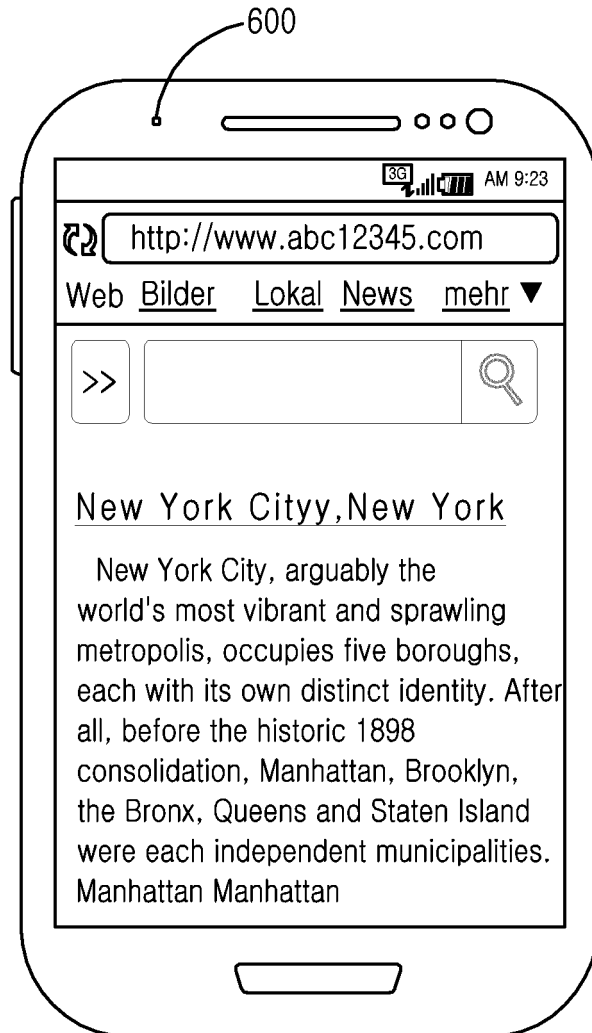 600
3G AM 9:23
http://www.abc12345.com
Web Bilder Lokal News mehr ▼
>>
New York Cityy,New York
New York City, arguably the
world's most vibrant and sprawling
metropolis, occupies five boroughs,
each with its own distinct identity. After
all, before the historic 1898
consolidation, Manhattan, Brooklyn,
the Bronx, Queens and Staten Island
were each independent municipalities.
Manhattan Manhattan